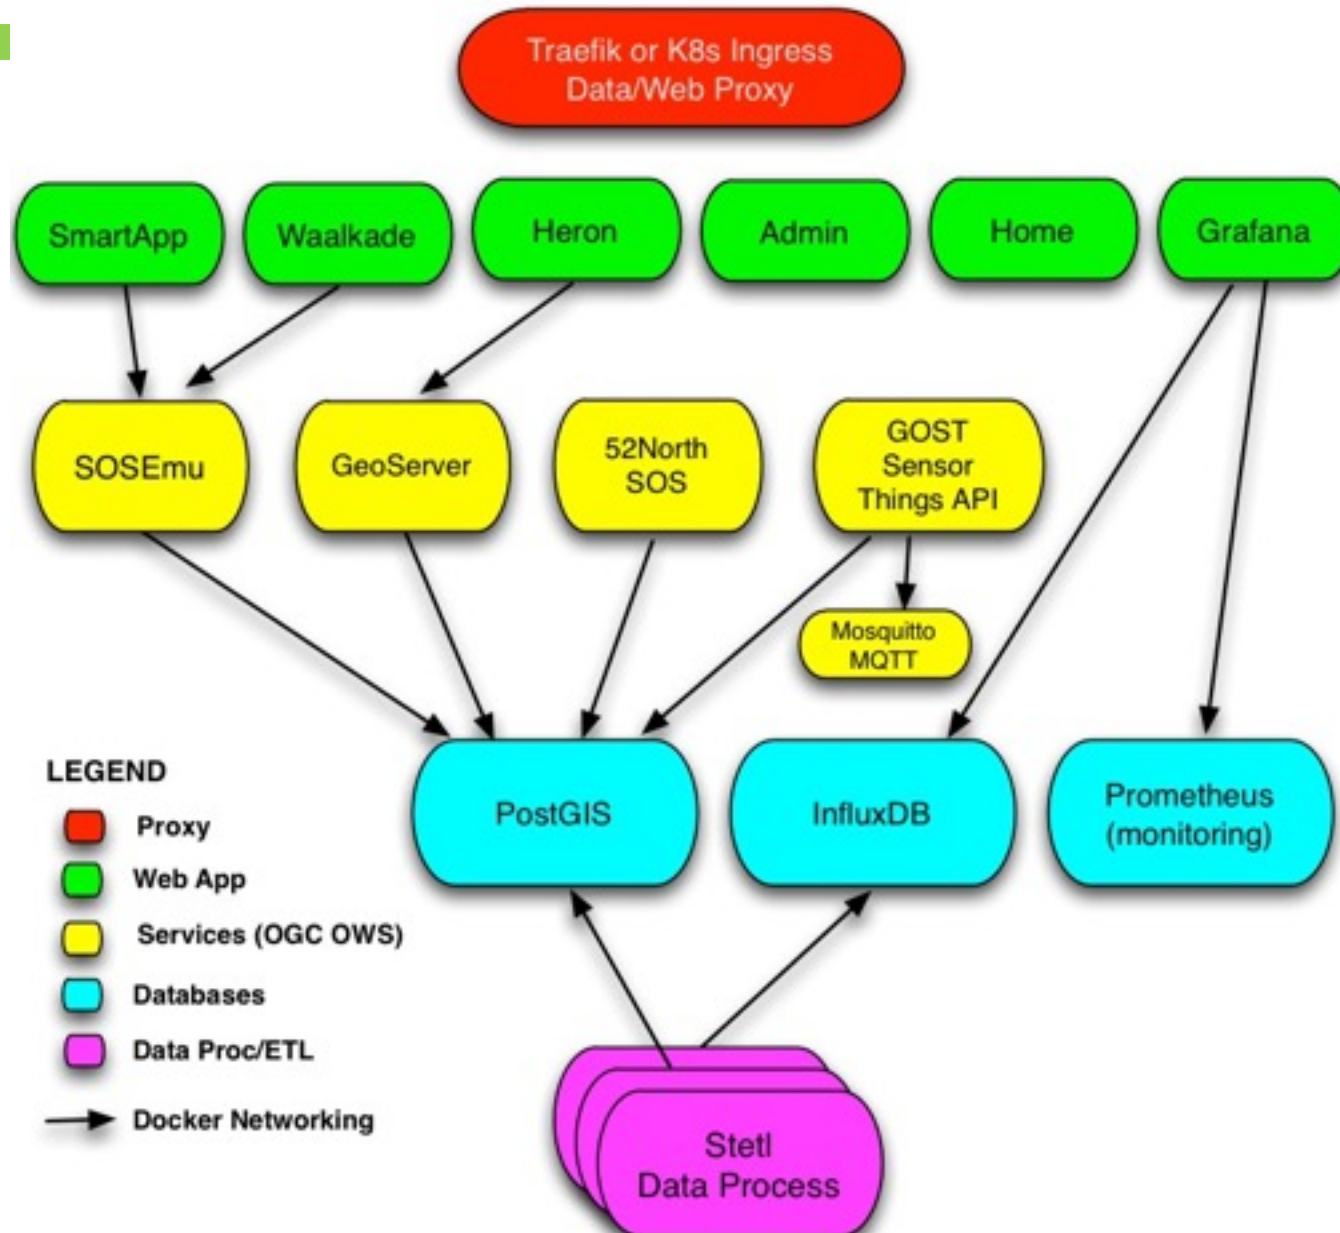 Traefik or K8s Ingress
Data/Web Proxy
SmartApp
Waalkade
Heron
Admin
Home
Grafana
SOSEmu
GeoServer
52North
SOS
GOST
Sensor
Things API
Mosquitto
MQTT
PostGIS
InfluxDB
Prometheus
(monitoring)
LEGEND
Proxy
Web App
Services (OGC OWS)
Databases
Data Proc/ETL
Docker Networking
Stetl
Data Process